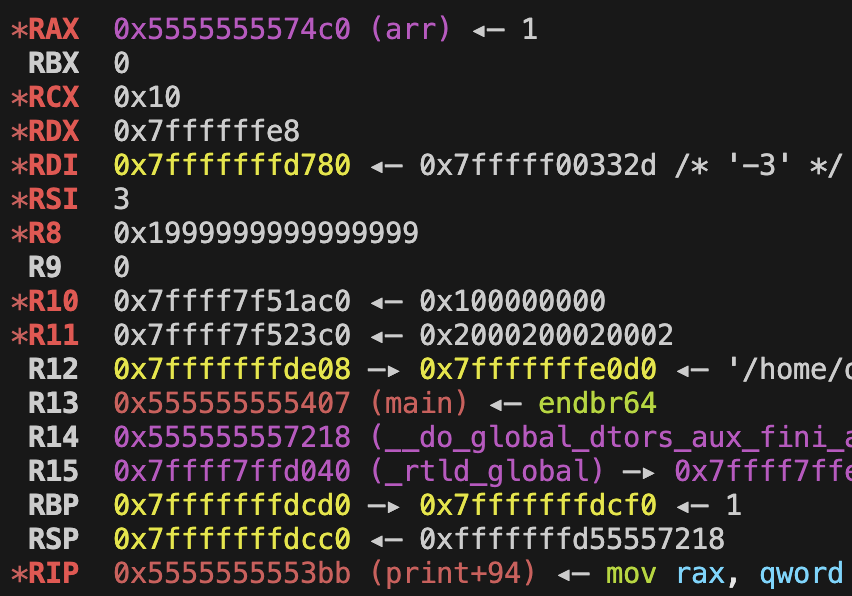 *RAX 0x5555555574c0 (arr) ◂— 1
RBX 0
*RCX 0x10
*RDX 0x7ffffffe8
*RDI 0x7fffffffd780 ◂— 0x7fffff00332d /* '-3' */
*RSI 3
*R8 0x1999999999999999
R9 0
*R10 0x7ffff7f51ac0 ◂— 0x100000000
*R11 0x7ffff7f523c0 ◂— 0x2000200020002
R12 0x7fffffffde08 —▸ 0x7fffffffe0d0 ◂— '/home/
R13 0x555555555407 (main) ◂— endbr64
R14 0x555555557218 (__do_global_dtors_aux_fini_a
R15 0x7ffff7ffd040 (_rtld_global) —▸ 0x7ffff7ffe
RBP 0x7fffffffdcd0 —▸ 0x7fffffffdcf0 ◂— 1
RSP 0x7fffffffdcc0 ◂— 0xfffffffd55557218
*RIP 0x5555555553bb (print+94) ◂— mov rax, qword